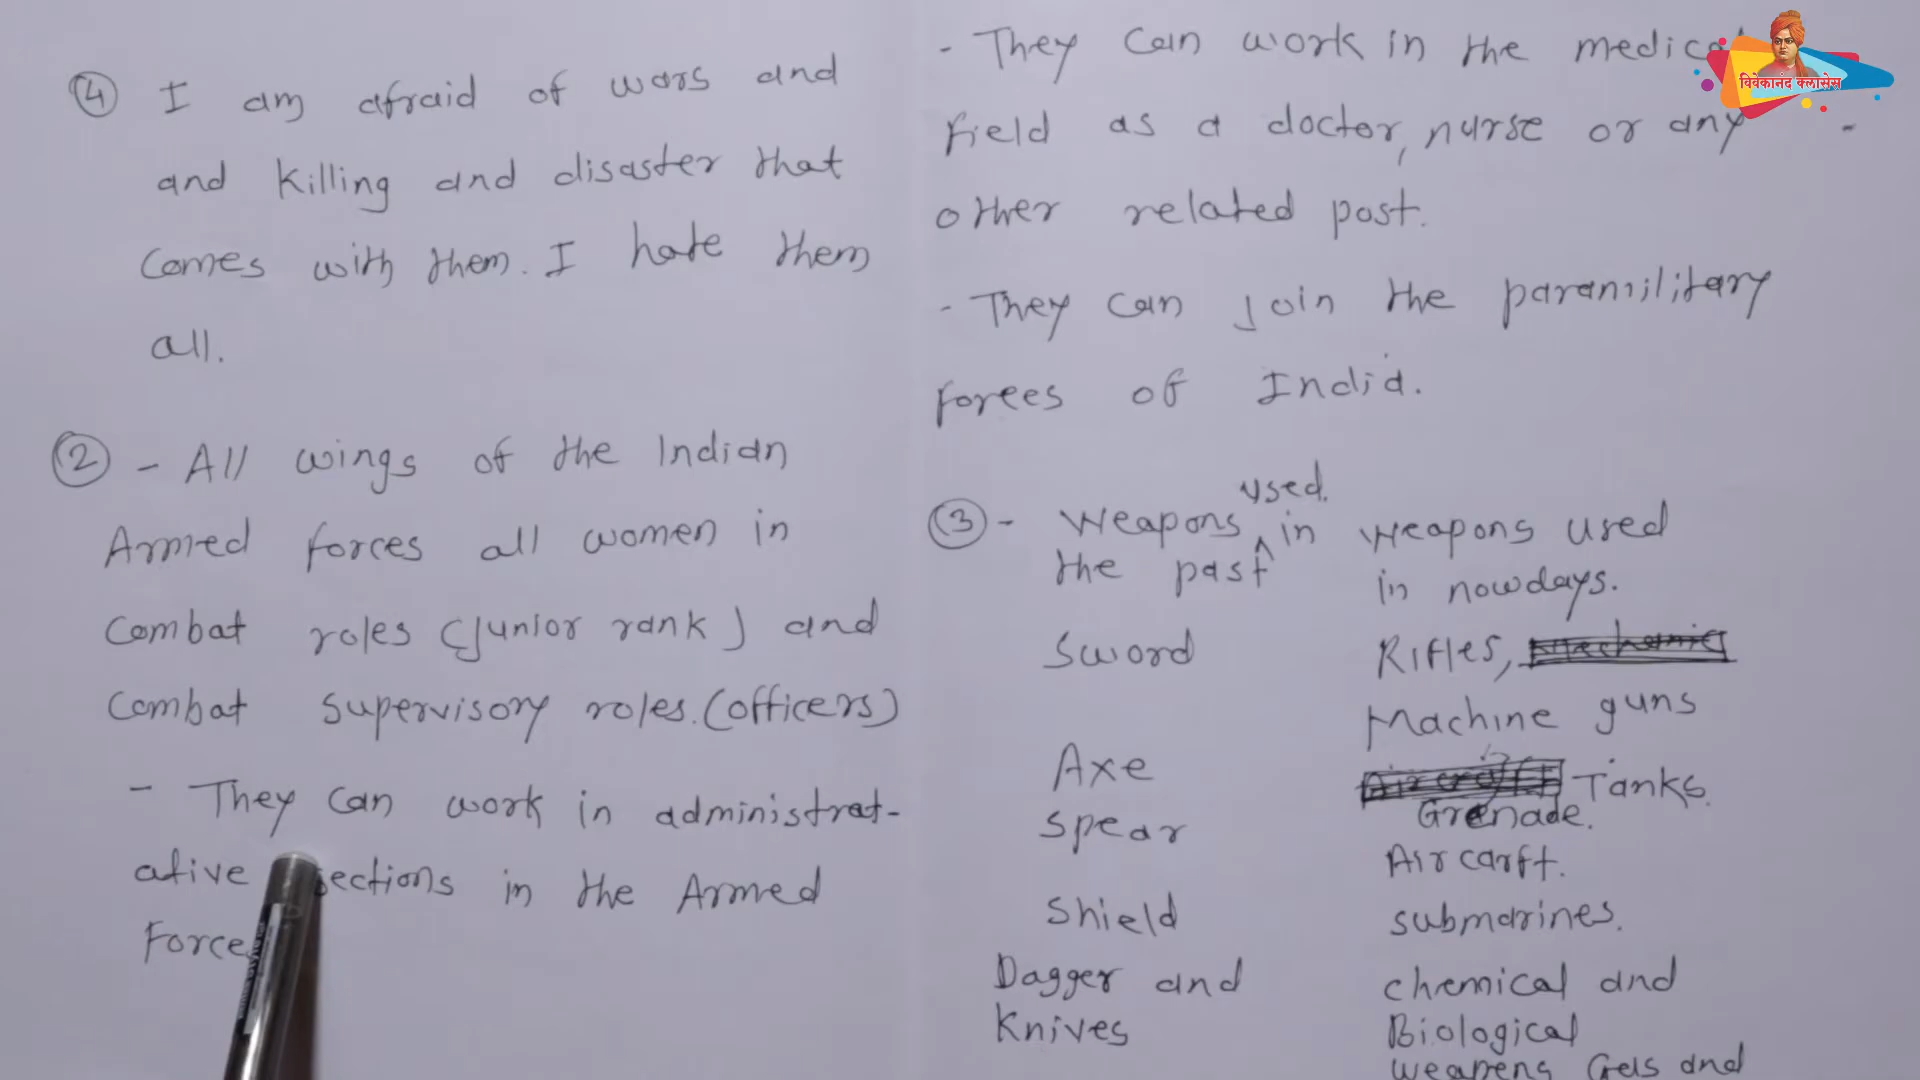 ④ I am afraid of wars and
and killing and disaster that
comes with them. I hate them
all.
② - All wings of the Indian
Armed forces all women in
combat roles (Junior rank) and
combat supervisory roles. (officers)
- They can work in administrat-
ative sections in the Armed
Force
- They can work in the medical
field as a doctor, nurse or any -
other related post.
- They can join the paramilitary
forces of India.
③ - Weapons used in the past
Weapons used in nowdays.
Sword
Rifles,
Machine guns
Axe
Tanks.
Grenade.
Spear
Aircarft.
Shield
submarines.
Dagger and
Knives
chemical and
Biological
weapens Gels and
विवेकानंद क्लासेस